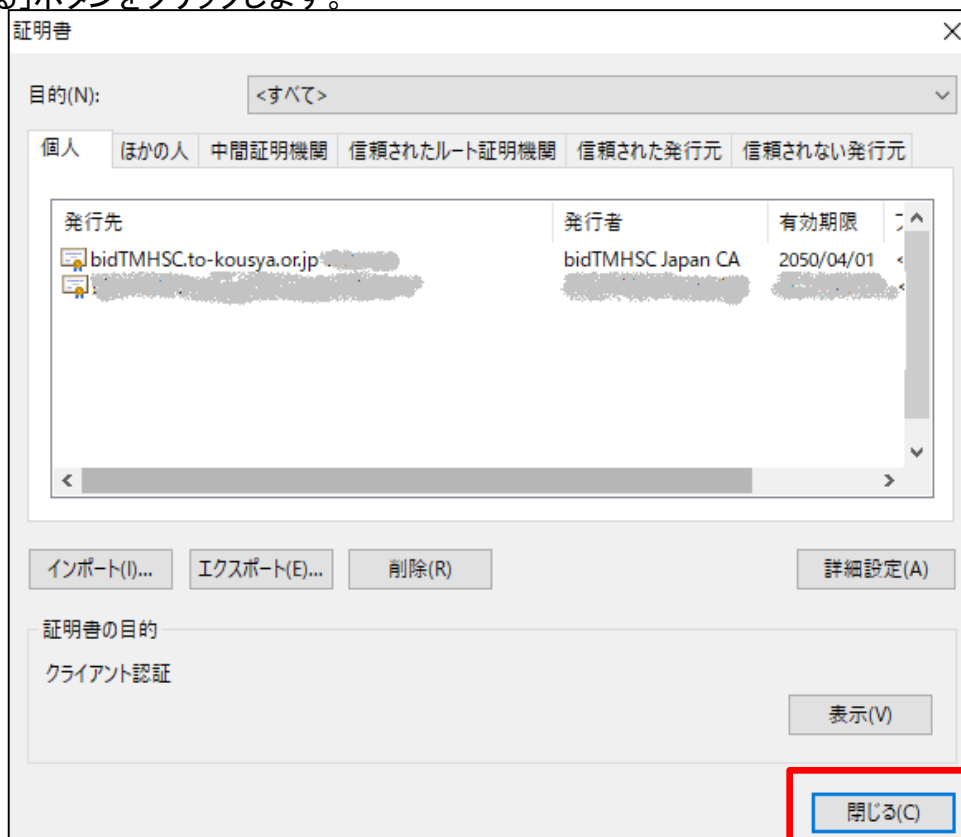 る」ボタンをクリックします。
証明書
目的(N): <すべて>
個人 ほかの人 中間証明機関 信頼されたルート証明機関 信頼された発行元 信頼されない発行元
発行先 発行者 有効期限
bidTMHSC.to-kousya.or.jp bidTMHSC Japan CA 2050/04/01 <
インポート(I)... エクスポート(E)... 削除(R) 詳細設定(A)
証明書の目的
クライアント認証
表示(V)
閉じる(C)